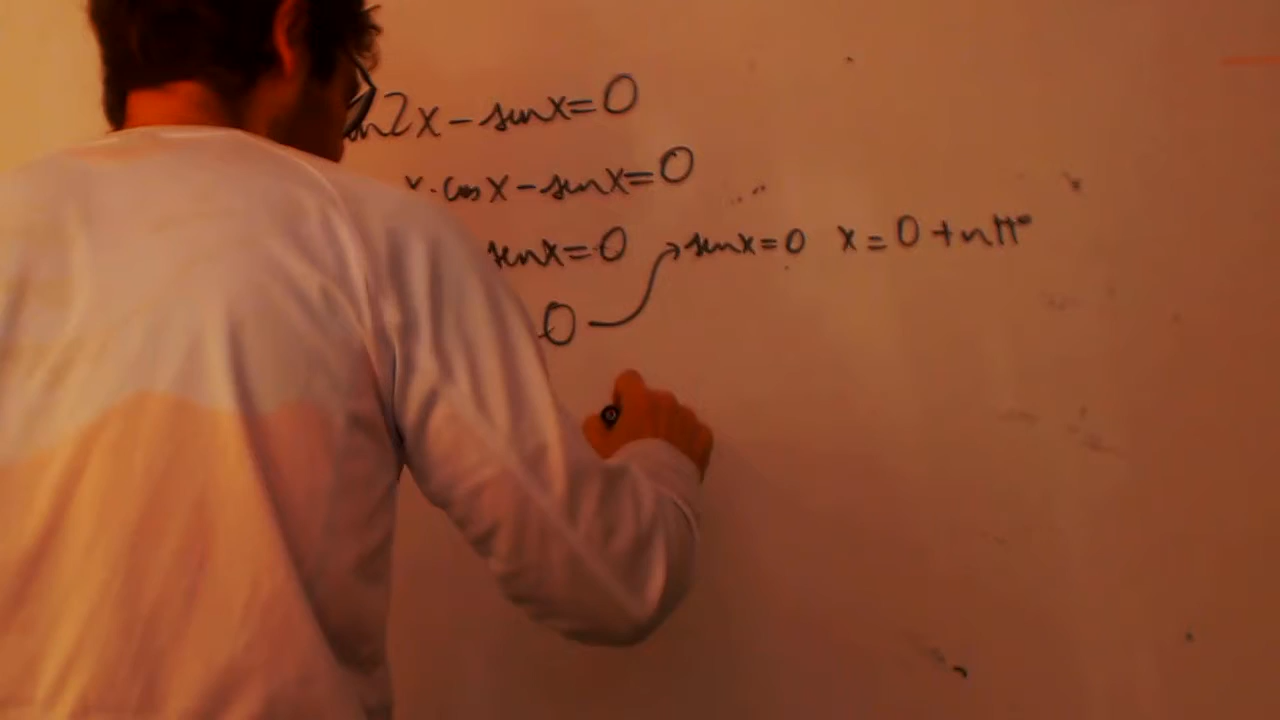 2x - senx = 0
x · cos x - senx = 0
senx = 0 senx = 0 x = 0 + nπ
0